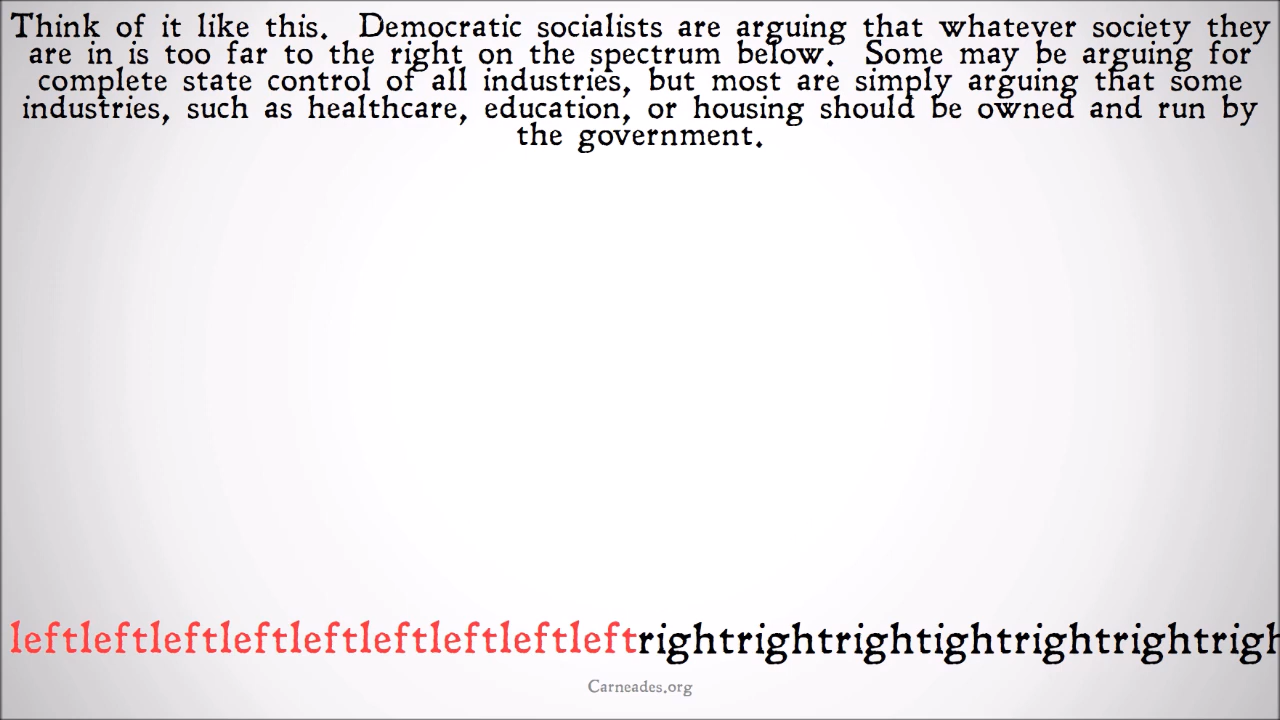 Think of it like this. Democratic socialists are arguing that whatever society they
are in is too far to the right on the spectrum below. Some may be arguing for
complete state control of all industries, but most are simply arguing that some
industries, such as healthcare, education, or housing should be owned and run by
the government.
leftleftleftleftleftleftleftleftleftrightrightrightightrightrightrigh
Carneades.org